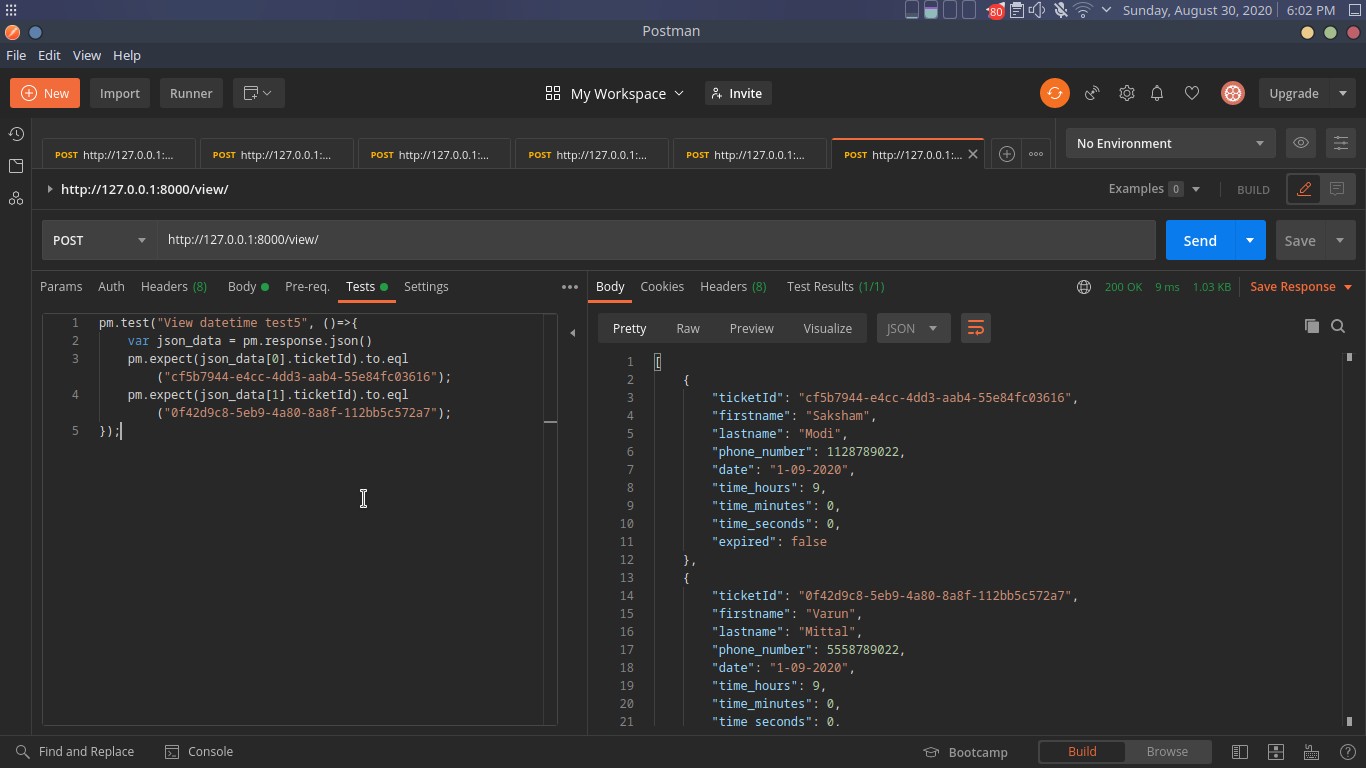 80
Sunday, August 30, 2020
6:02 PM
Postman
File Edit View Help
New
Import
Runner
My Workspace
Invite
Upgrade
POST http://127.0.0.1:...
POST http://127.0.0.1:...
POST http://127.0.0.1:...
POST http://127.0.0.1:...
POST http://127.0.0.1:...
POST http://127.0.0.1:...
No Environment
http://127.0.0.1:8000/view/
Examples 0
BUILD
POST
http://127.0.0.1:8000/view/
Send
Save
Params Auth Headers (8) Body Pre-req. Tests Settings
1 pm.test("View datetime test5", ()=>{
2 var json_data = pm.response.json()
3 pm.expect(json_data[0].ticketId).to.eql
("cf5b7944-e4cc-4dd3-aab4-55e84fc03616");
4 pm.expect(json_data[1].ticketId).to.eql
("0f42d9c8-5eb9-4a80-8a8f-112bb5c572a7");
5 });
Body Cookies Headers (8) Test Results (1/1)
200 OK 9 ms 1.03 KB Save Response
Pretty Raw Preview Visualize JSON
1 [
2 {
3 "ticketId": "cf5b7944-e4cc-4dd3-aab4-55e84fc03616",
4 "firstname": "Saksham",
5 "lastname": "Modi",
6 "phone_number": 1128789022,
7 "date": "1-09-2020",
8 "time_hours": 9,
9 "time_minutes": 0,
10 "time_seconds": 0,
11 "expired": false
12 },
13 {
14 "ticketId": "0f42d9c8-5eb9-4a80-8a8f-112bb5c572a7",
15 "firstname": "Varun",
16 "lastname": "Mittal",
17 "phone_number": 5558789022,
18 "date": "1-09-2020",
19 "time_hours": 9,
20 "time_minutes": 0,
21 "time_seconds": 0,
Find and Replace
Console
Bootcamp
Build
Browse